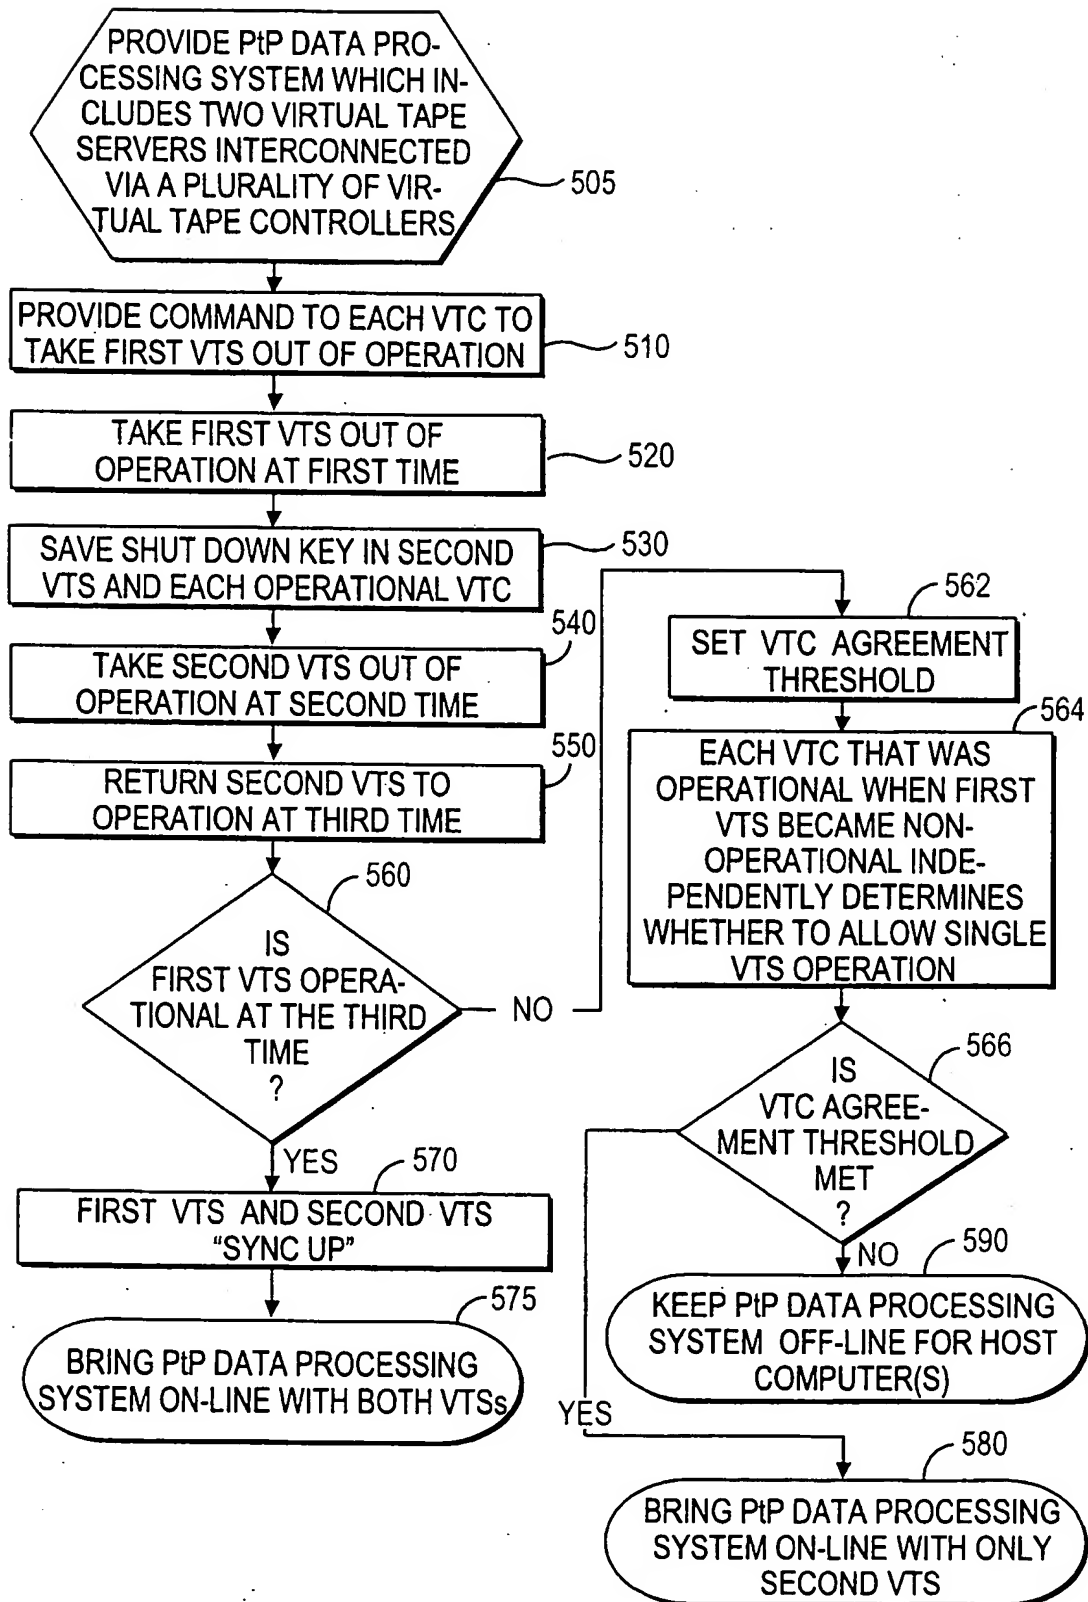 PROVIDE PtP DATA PRO-
CESSING SYSTEM WHICH IN-
CLUDES TWO VIRTUAL TAPE
SERVERS INTERCONNECTED
VIA A PLURALITY OF VIR-
TUAL TAPE CONTROLLERS
505
PROVIDE COMMAND TO EACH VTC TO
TAKE FIRST VTS OUT OF OPERATION
510
TAKE FIRST VTS OUT OF
OPERATION AT FIRST TIME
520
SAVE SHUT DOWN KEY IN SECOND
VTS AND EACH OPERATIONAL VTC
530
TAKE SECOND VTS OUT OF
OPERATION AT SECOND TIME
540
RETURN SECOND VTS TO
OPERATION AT THIRD TIME
550
IS
FIRST VTS OPERA-
TIONAL AT THE THIRD
TIME
?
560
NO
YES
FIRST VTS AND SECOND VTS
“SYNC UP”
570
BRING PtP DATA PROCESSING
SYSTEM ON-LINE WITH BOTH VTSs
575
SET VTC AGREEMENT
THRESHOLD
562
EACH VTC THAT WAS
OPERATIONAL WHEN FIRST
VTS BECAME NON-
OPERATIONAL INDE-
PENDENTLY DETERMINES
WHETHER TO ALLOW SINGLE
VTS OPERATION
564
IS
VTC AGREE-
MENT THRESHOLD
MET
?
566
NO
YES
KEEP PtP DATA PROCESSING
SYSTEM OFF-LINE FOR HOST
COMPUTER(S)
590
BRING PtP DATA PROCESSING
SYSTEM ON-LINE WITH ONLY
SECOND VTS
580